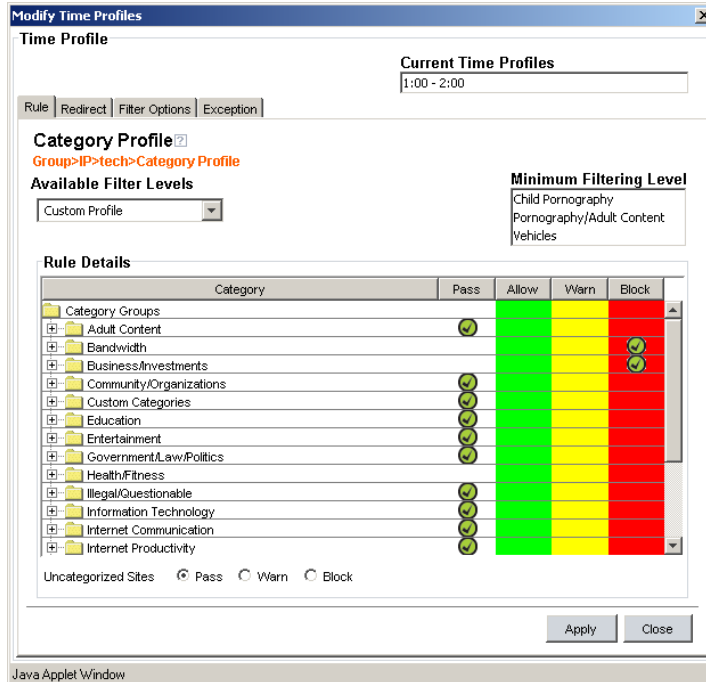 Modify Time Profiles
Time Profile
Current Time Profiles
1:00 - 2:00
Rule Redirect Filter Options Exception
Category Profile ?
Group>IP>tech>Category Profile
Available Filter Levels
Custom Profile
Minimum Filtering Level
Child Pornography
Pornography/Adult Content
Vehicles
Rule Details
Category Pass Allow Warn Block
Category Groups
Adult Content
Bandwidth
Business/Investments
Community/Organizations
Custom Categories
Education
Entertainment
Government/Law/Politics
Health/Fitness
Illegal/Questionable
Information Technology
Internet Communication
Internet Productivity
Uncategorized Sites Pass Warn Block
Apply Close
Java Applet Window